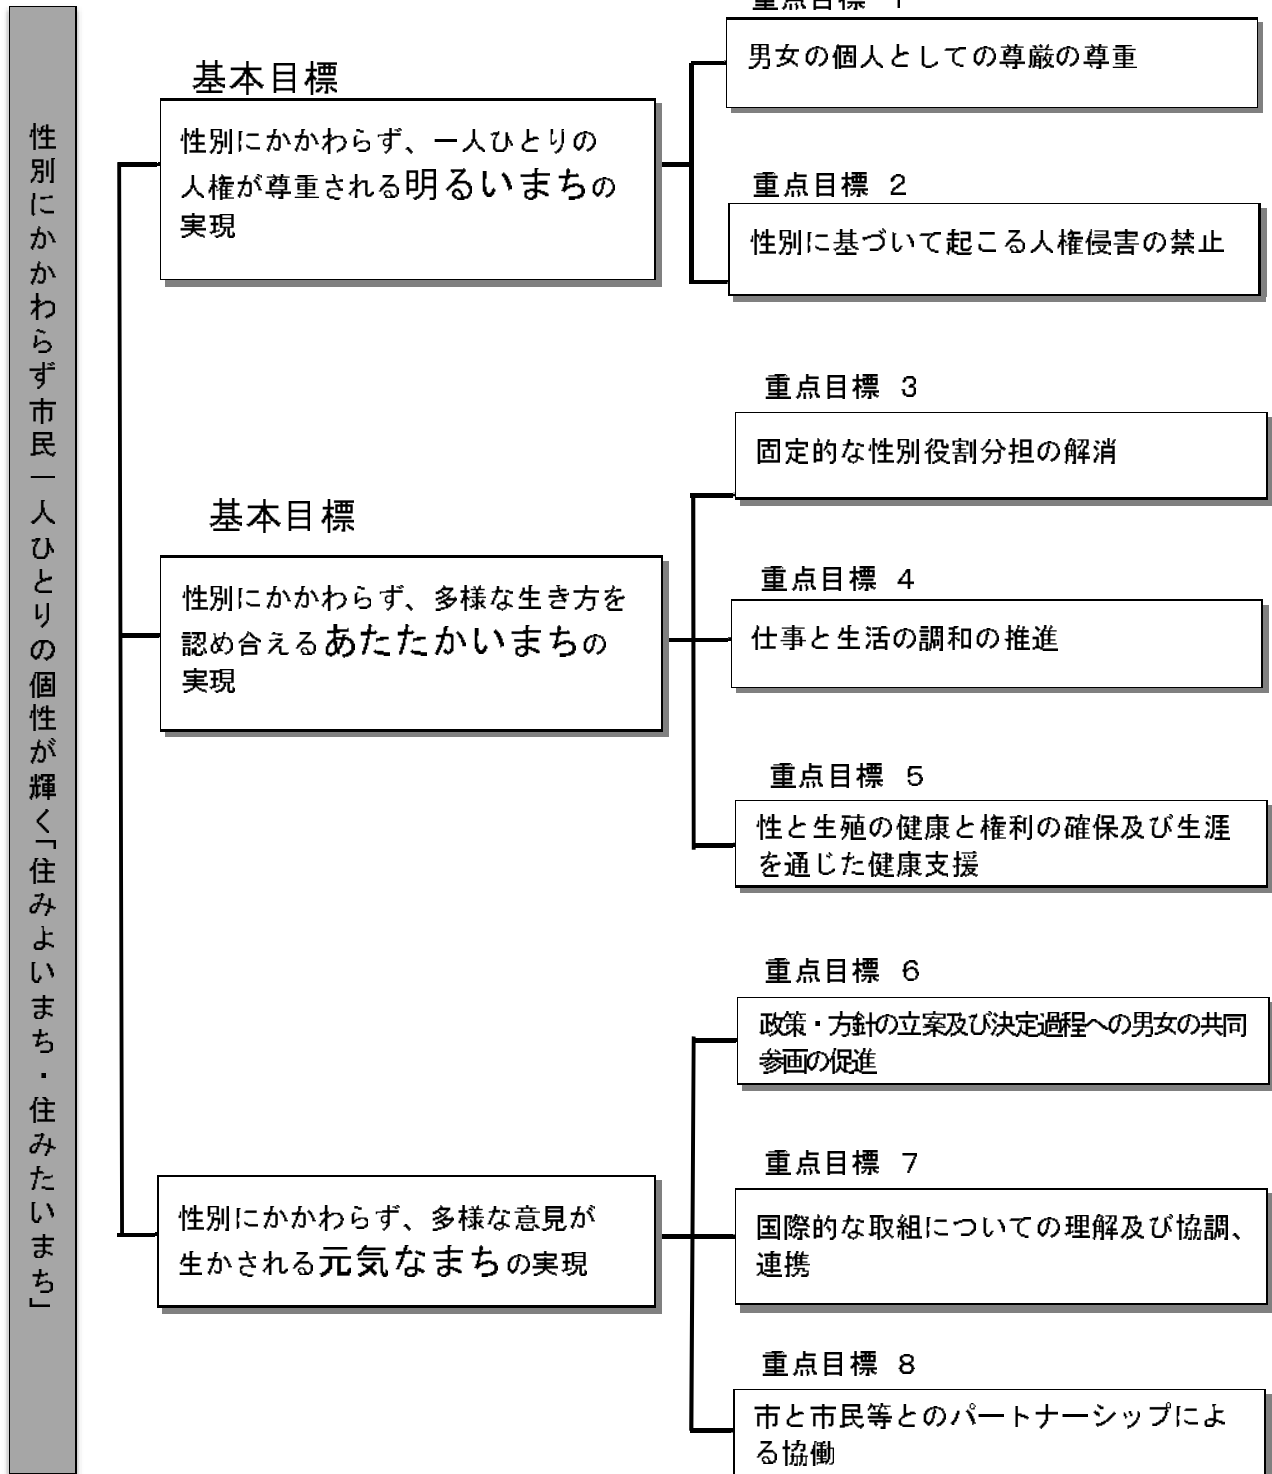 性別にかかわらず市民一人ひとりの個性が輝く「住みよいまち・住みたいまち」
基本目標
性別にかかわらず、一人ひとりの
人権が尊重される明るいまちの
実現
重点目標 1
男女の個人としての尊厳の尊重
重点目標 2
性別に基づいて起こる人権侵害の禁止
基本目標
性別にかかわらず、多様な生き方を
認め合えるあたたかいまちの
実現
重点目標 3
固定的な性別役割分担の解消
重点目標 4
仕事と生活の調和の推進
重点目標 5
性と生殖の健康と権利の確保及び生涯
を通じた健康支援
性別にかかわらず、多様な意見が
生かされる元気なまちの実現
重点目標 6
政策・方針の立案及び決定過程への男女の共同
参画の促進
重点目標 7
国際的な取組についての理解及び協調、
連携
重点目標 8
市と市民等とのパートナーシップによ
る協働